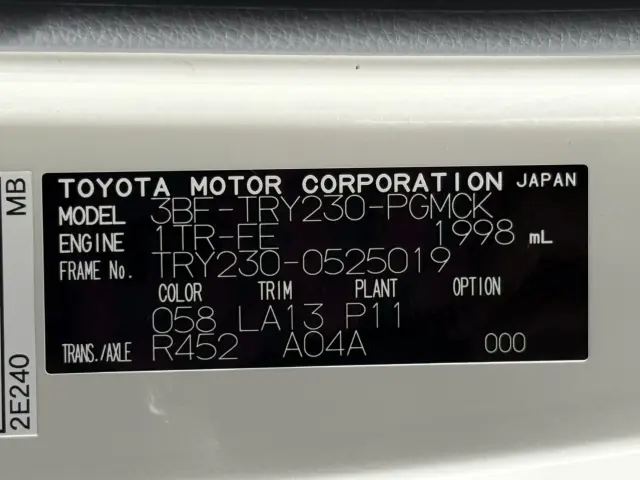 TOYOTA MOTOR CORPORATION JAPAN
MODEL 3BF-TRY230-PGMCK
ENGINE 1TR-FE 1998 mL
FRAME No. TRY230-0525019
COLOR TRIM PLANT OPTION
058 LA13 P11
TRANS./AXLE R452 A04A 000
MB
2E240